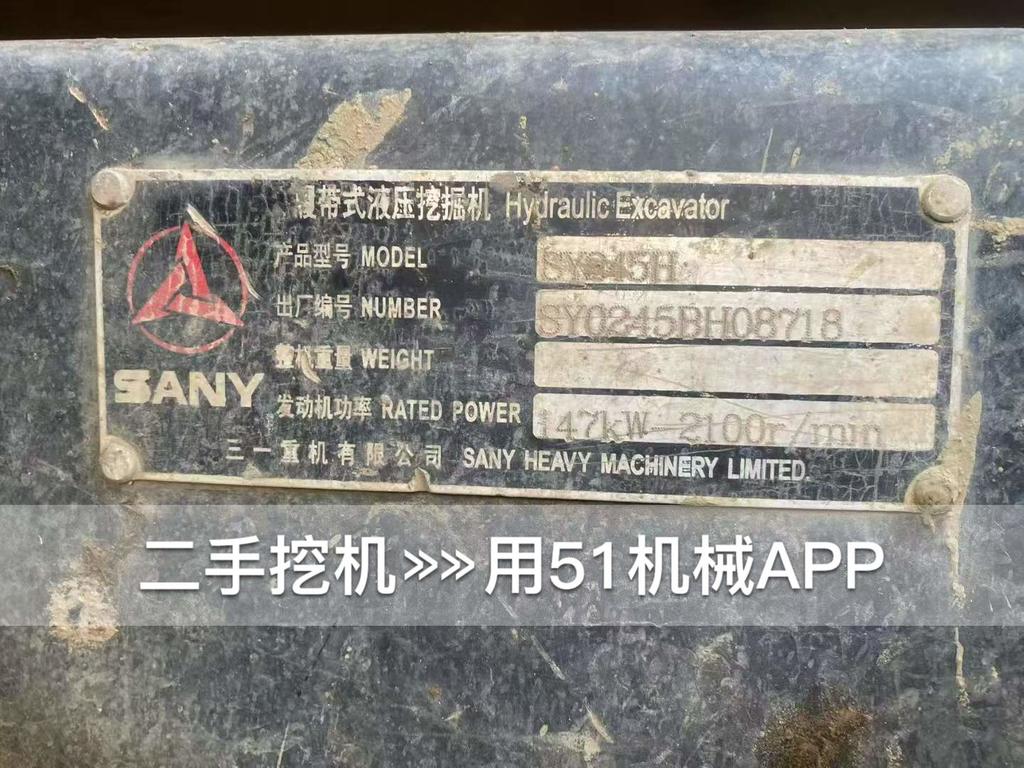 履带式液压挖掘机 Hydraulic Excavator
产品型号 MODEL SY245H
出厂编号 NUMBER SY0245BH08718
整机重量 WEIGHT
发动机功率 RATED POWER 147kW-2100r/min
SANY
三一重机有限公司 SANY HEAVY MACHINERY LIMITED.
二手挖机>>>>用51机械APP